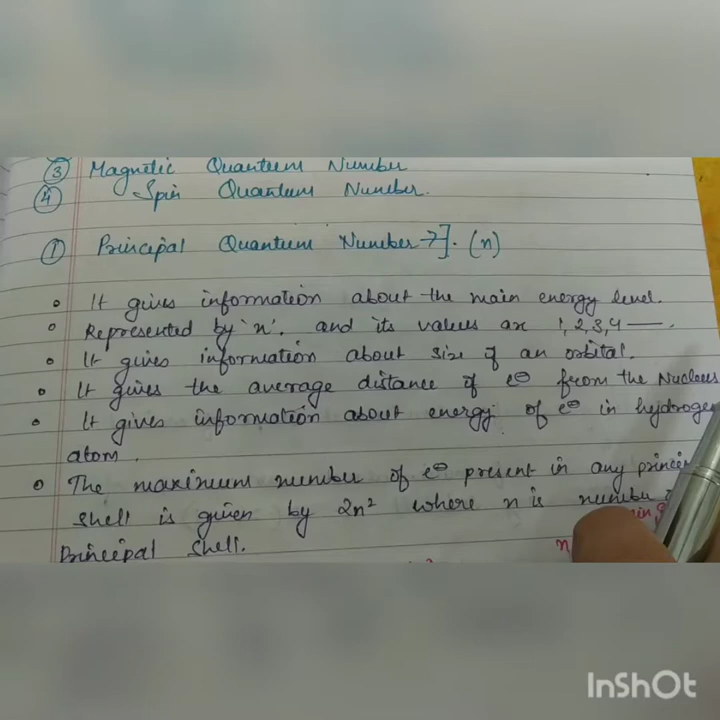 ③ Magnetic Quantum Number
④ Spin Quantum Number.
① Principal Quantum Number →]. (n)
o It gives information about the main energy level.
o Represented by 'n'. and its values are 1, 2, 3, 4 —.
o It gives information about size of an orbital.
o It gives the average distance of e⊖ from the Nucleus
o It gives information about energy of e⊖ in hydrogen
atom.
o The maximum number of e⊖ present in any
shell is given by 2n² where n is number
Principal shell.
n
InShOt